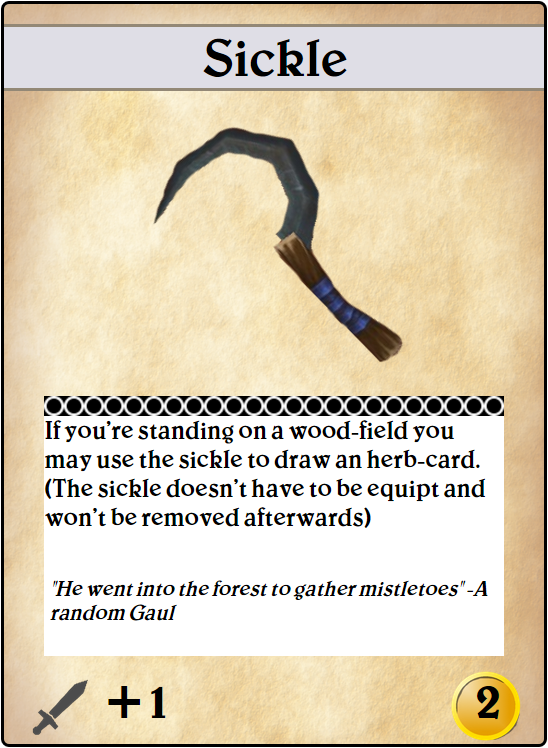 Sickle
If you're standing on a wood-field you
may use the sickle to draw an herb-card.
(The sickle doesn't have to be equipt and
won't be removed afterwards)
"He went into the forest to gather mistletoes" -A
random Gaul
+1
2